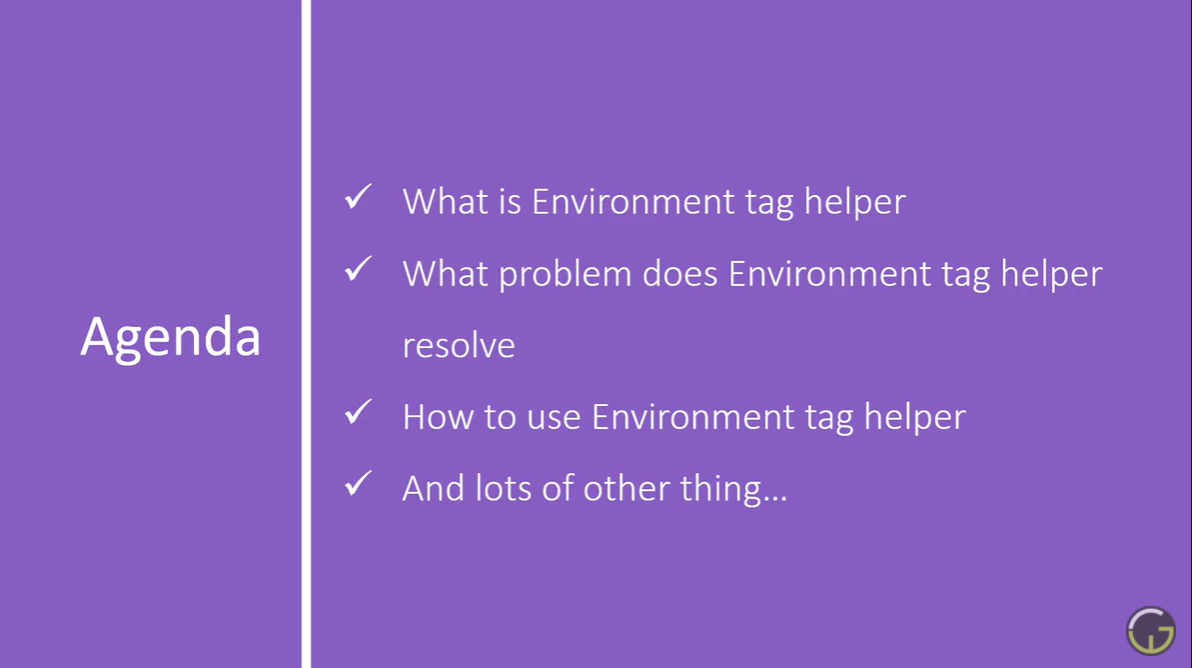 Agenda
✓ What is Environment tag helper
✓ What problem does Environment tag helper
resolve
✓ How to use Environment tag helper
✓ And lots of other thing...